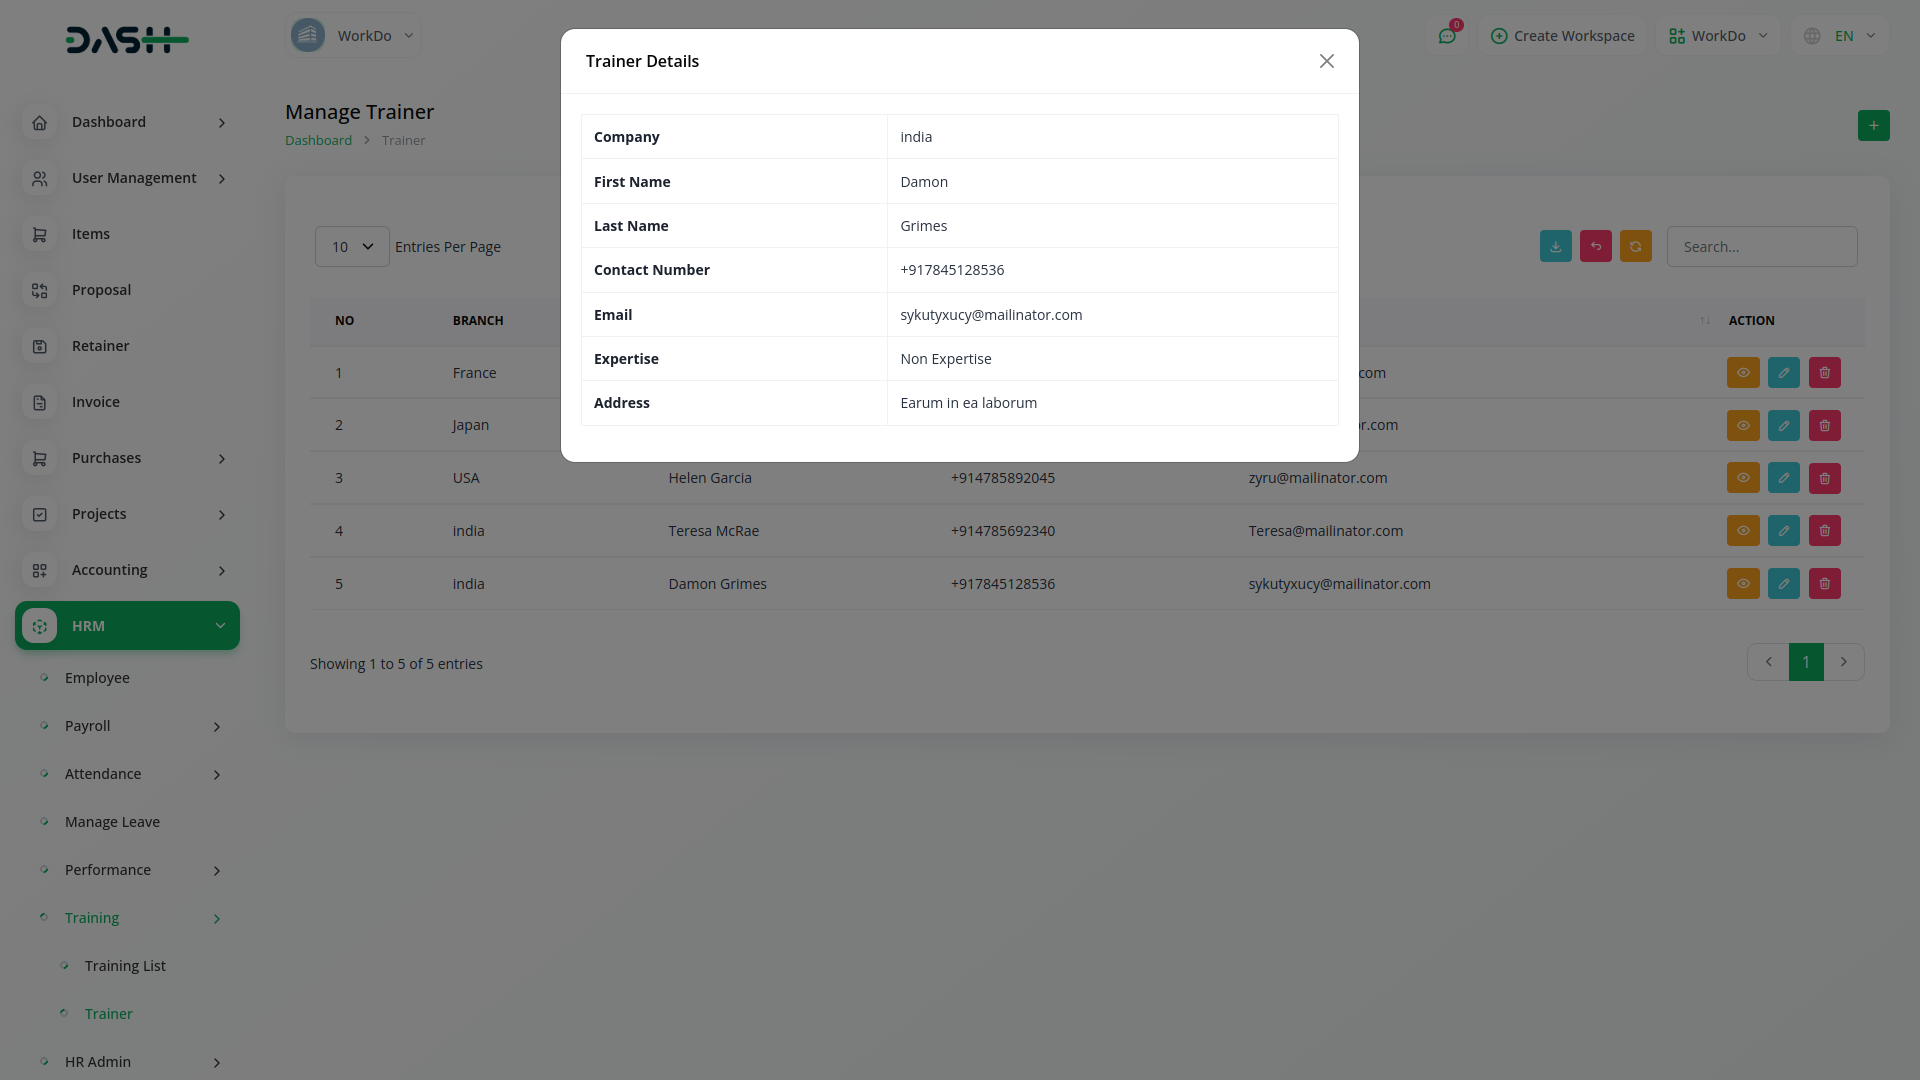 DASH
WorkDo
0
Create Workspace
WorkDo
EN
Trainer Details
Company india
First Name Damon
Last Name Grimes
Contact Number +917845128536
Email sykutyxucy@mailinator.com
Expertise Non Expertise
Address Earum in ea laborum
Dashboard
User Management
Items
Proposal
Retainer
Invoice
Purchases
Projects
Accounting
HRM
Employee
Payroll
Attendance
Manage Leave
Performance
Training
Training List
Trainer
HR Admin
Manage Trainer
Dashboard > Trainer
+
10 Entries Per Page
Search...
NO BRANCH ACTION
1 France com
2 Japan r.com
3 USA Helen Garcia +914785892045 zyru@mailinator.com
4 india Teresa McRae +914785692340 Teresa@mailinator.com
5 india Damon Grimes +917845128536 sykutyxucy@mailinator.com
Showing 1 to 5 of 5 entries
1